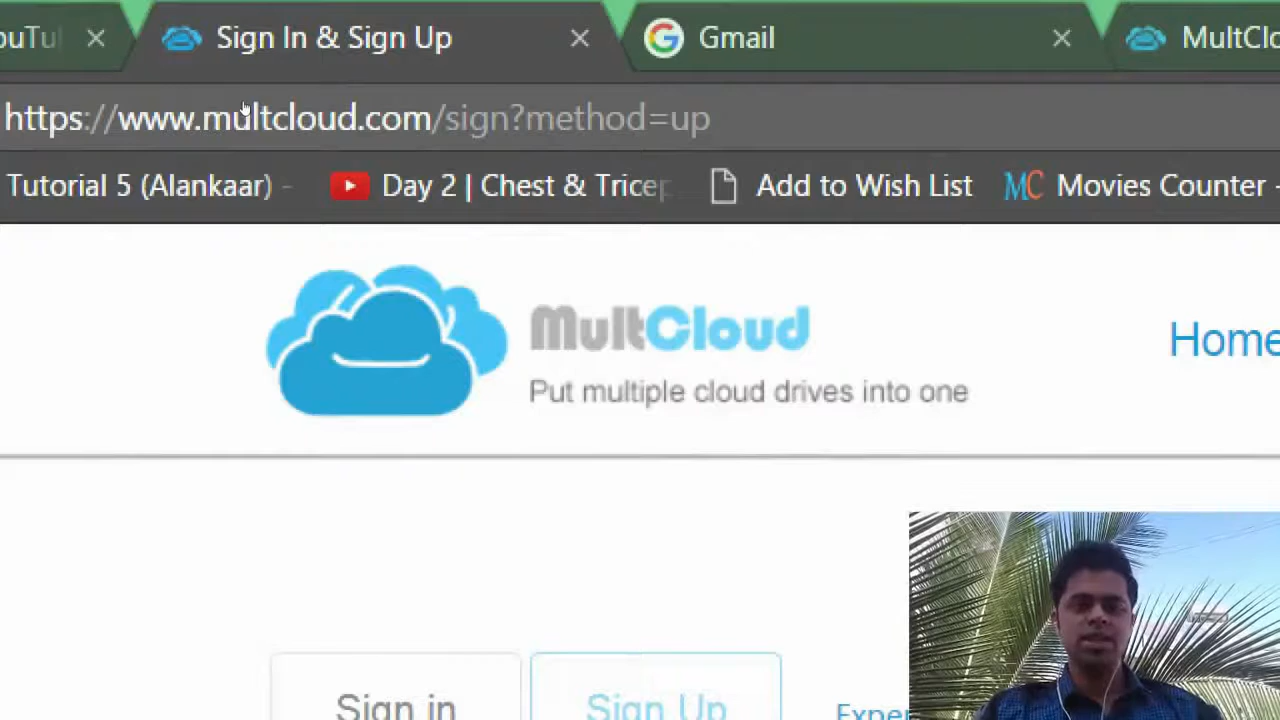 Sign In & Sign Up
Gmail
https://www.multcloud.com/sign?method=up
Tutorial 5 (Alankaar) -
Day 2 | Chest & Tricep
Add to Wish List
Movies Counter -
MultCloud
Put multiple cloud drives into one
Home
Sign in
Sign Up